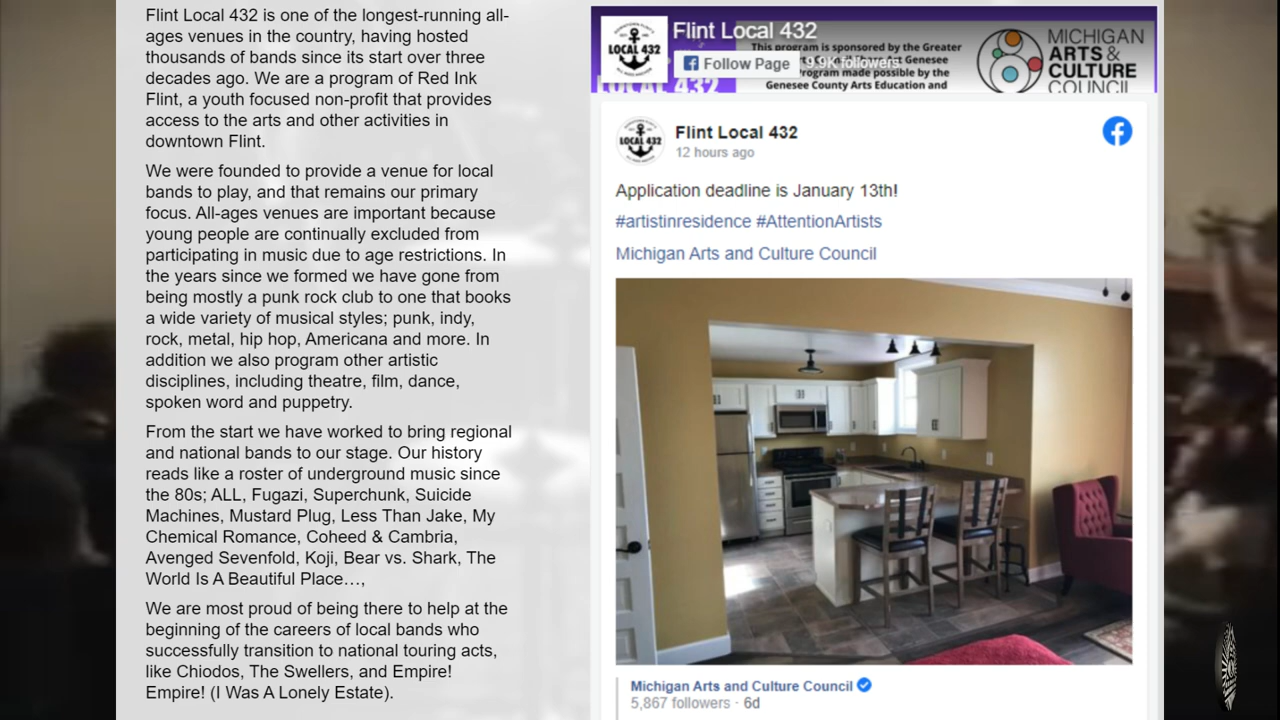 Flint Local 432 is one of the longest-running all-
ages venues in the country, having hosted
thousands of bands since its start over three
decades ago. We are a program of Red Ink
Flint, a youth focused non-profit that provides
access to the arts and other activities in
downtown Flint.
We were founded to provide a venue for local
bands to play, and that remains our primary
focus. All-ages venues are important because
young people are continually excluded from
participating in music due to age restrictions. In
the years since we formed we have gone from
being mostly a punk rock club to one that books
a wide variety of musical styles; punk, indy,
rock, metal, hip hop, Americana and more. In
addition we also program other artistic
disciplines, including theatre, film, dance,
spoken word and puppetry.
From the start we have worked to bring regional
and national bands to our stage. Our history
reads like a roster of underground music since
the 80s; ALL, Fugazi, Superchunk, Suicide
Machines, Mustard Plug, Less Than Jake, My
Chemical Romance, Coheed & Cambria,
Avenged Sevenfold, Koji, Bear vs. Shark, The
World Is A Beautiful Place…,
We are most proud of being there to help at the
beginning of the careers of local bands who
successfully transition to national touring acts,
like Chiodos, The Swellers, and Empire!
Empire! (I Was A Lonely Estate).
LOCAL 432
Flint Local 432
Follow Page
9.9K followers
This program is sponsored by the Greater
Genesee
rogram made possible by the
Genesee County Arts Education and
LOCAL 432
MICHIGAN
ARTS &
CULTURE
COUNCIL
LOCAL 432
Flint Local 432
12 hours ago
Application deadline is January 13th!
#artistinresidence #AttentionArtists
Michigan Arts and Culture Council
Michigan Arts and Culture Council
5,867 followers · 6d